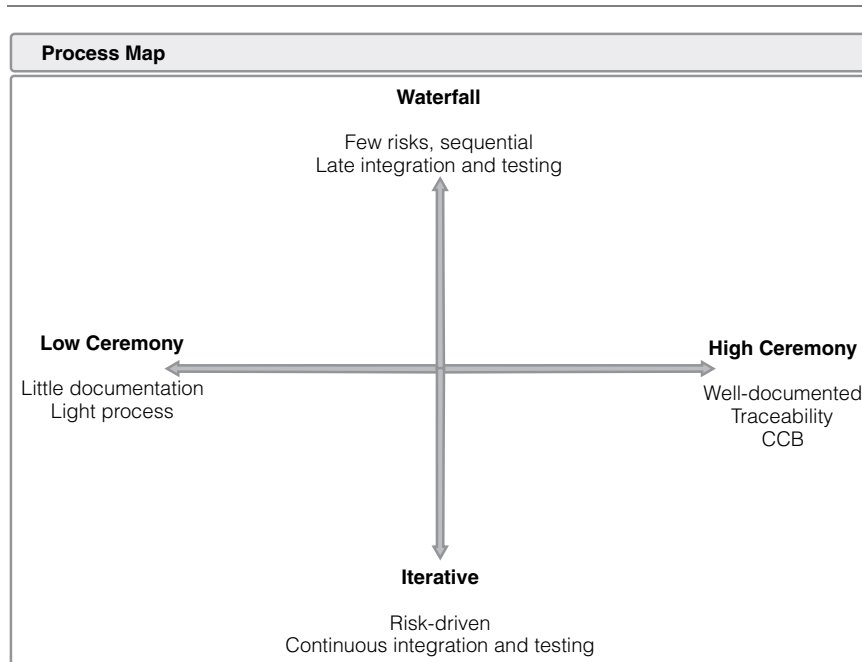 Process Map
Waterfall
Few risks, sequential
Late integration and testing
Low Ceremony
Little documentation
Light process
High Ceremony
Well-documented
Traceability
CCB
Iterative
Risk-driven
Continuous integration and testing